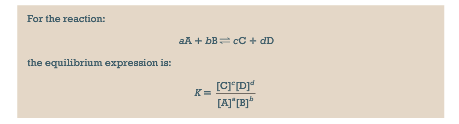 For the reaction:
aA + bB ⇌ cC + dD
the equilibrium expression is:
K = [C]ᶜ[D]ᵈ / [A]ᵃ[B]ᵇ